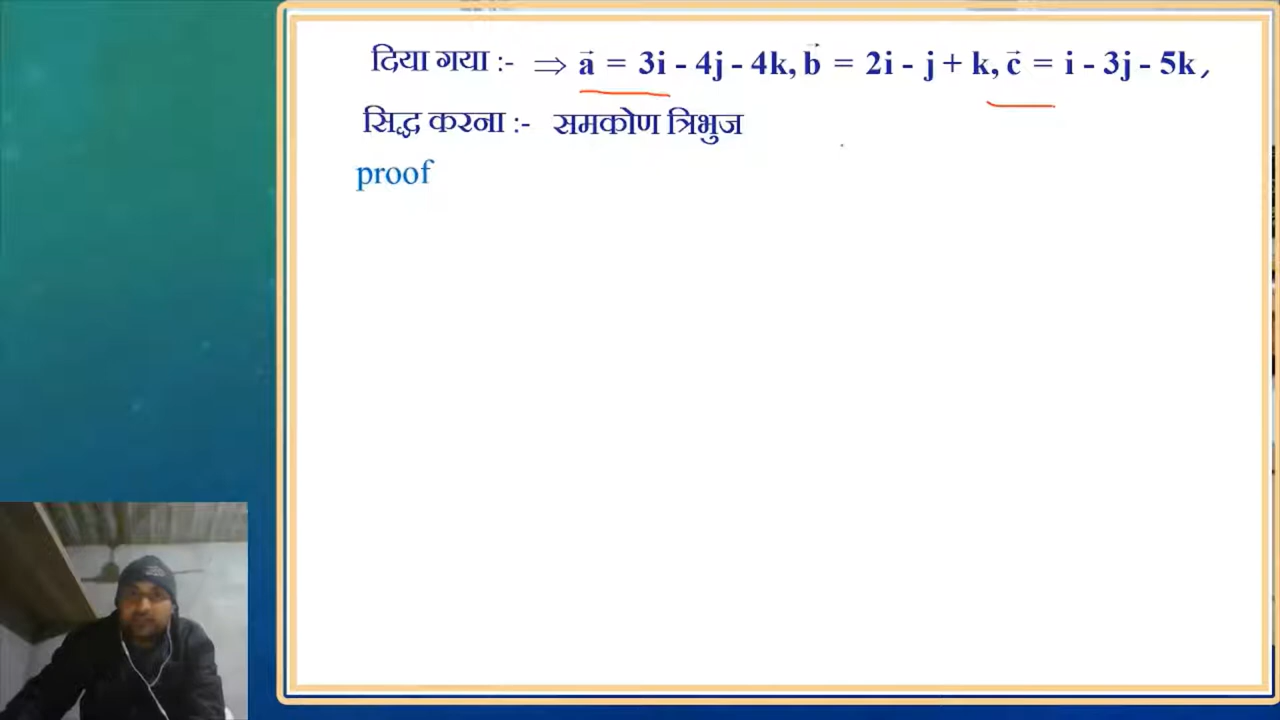 दिया गया :- ⇒ a⃗ = 3i - 4j - 4k, b⃗ = 2i - j + k, c⃗ = i - 3j - 5k,
सिद्ध करना :- समकोण त्रिभुज
proof